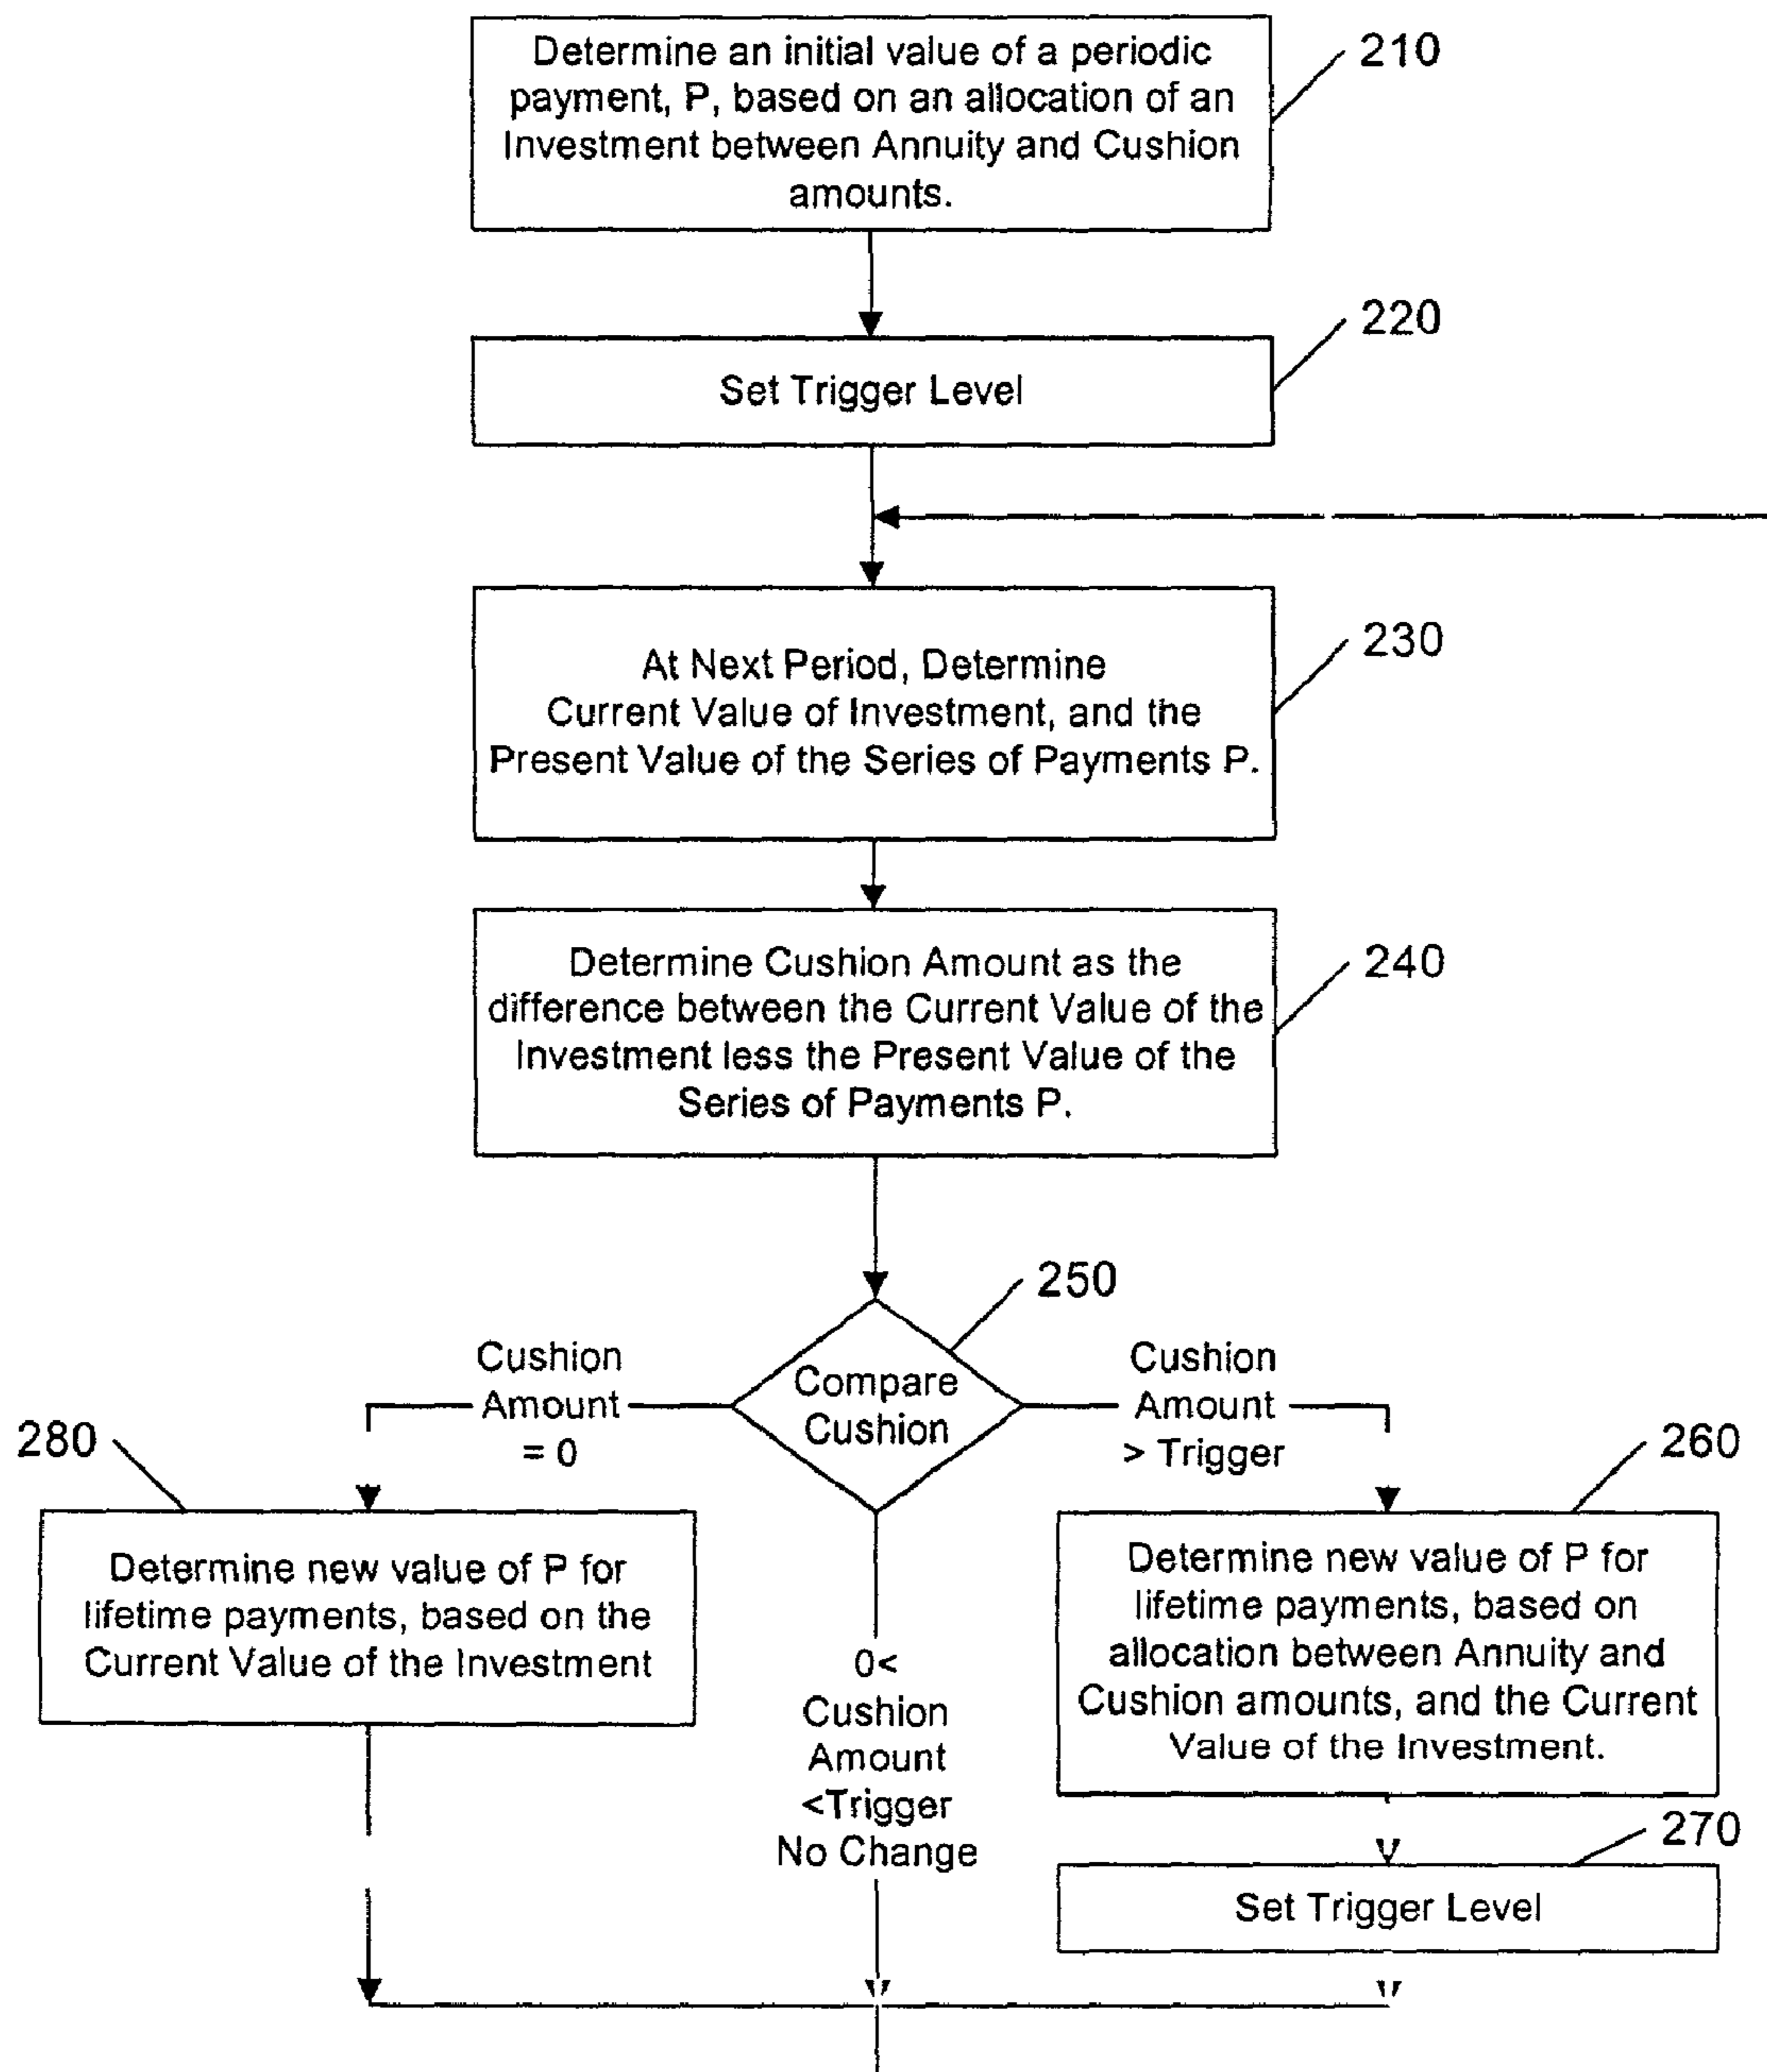 Determine an initial value of a periodic
payment, P, based on an allocation of an
Investment between Annuity and Cushion
amounts.
210
Set Trigger Level
220
At Next Period, Determine
Current Value of Investment, and the
Present Value of the Series of Payments P.
230
Determine Cushion Amount as the
difference between the Current Value of the
Investment less the Present Value of the
Series of Payments P.
240
250
Compare
Cushion
Cushion
Amount
= 0
Cushion
Amount
> Trigger
280
Determine new value of P for
lifetime payments, based on the
Current Value of the Investment
0<
Cushion
Amount
<Trigger
No Change
260
Determine new value of P for
lifetime payments, based on
allocation between Annuity and
Cushion amounts, and the Current
Value of the Investment.
270
Set Trigger Level